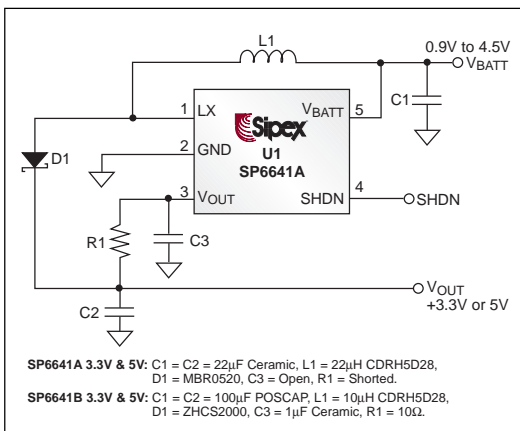 L1
0.9V to 4.5V
VBATT
1 LX
VBATT 5
C1
Sipex
2 GND
U1
SP6641A
D1
3 VOUT
SHDN 4
SHDN
R1
C3
VOUT
+3.3V or 5V
C2
SP6641A 3.3V & 5V: C1 = C2 = 22µF Ceramic, L1 = 22µH CDRH5D28,
D1 = MBR0520, C3 = Open, R1 = Shorted.
SP6641B 3.3V & 5V: C1 = C2 = 100µF POSCAP, L1 = 10µH CDRH5D28,
D1 = ZHCS2000, C3 = 1µF Ceramic, R1 = 10Ω.